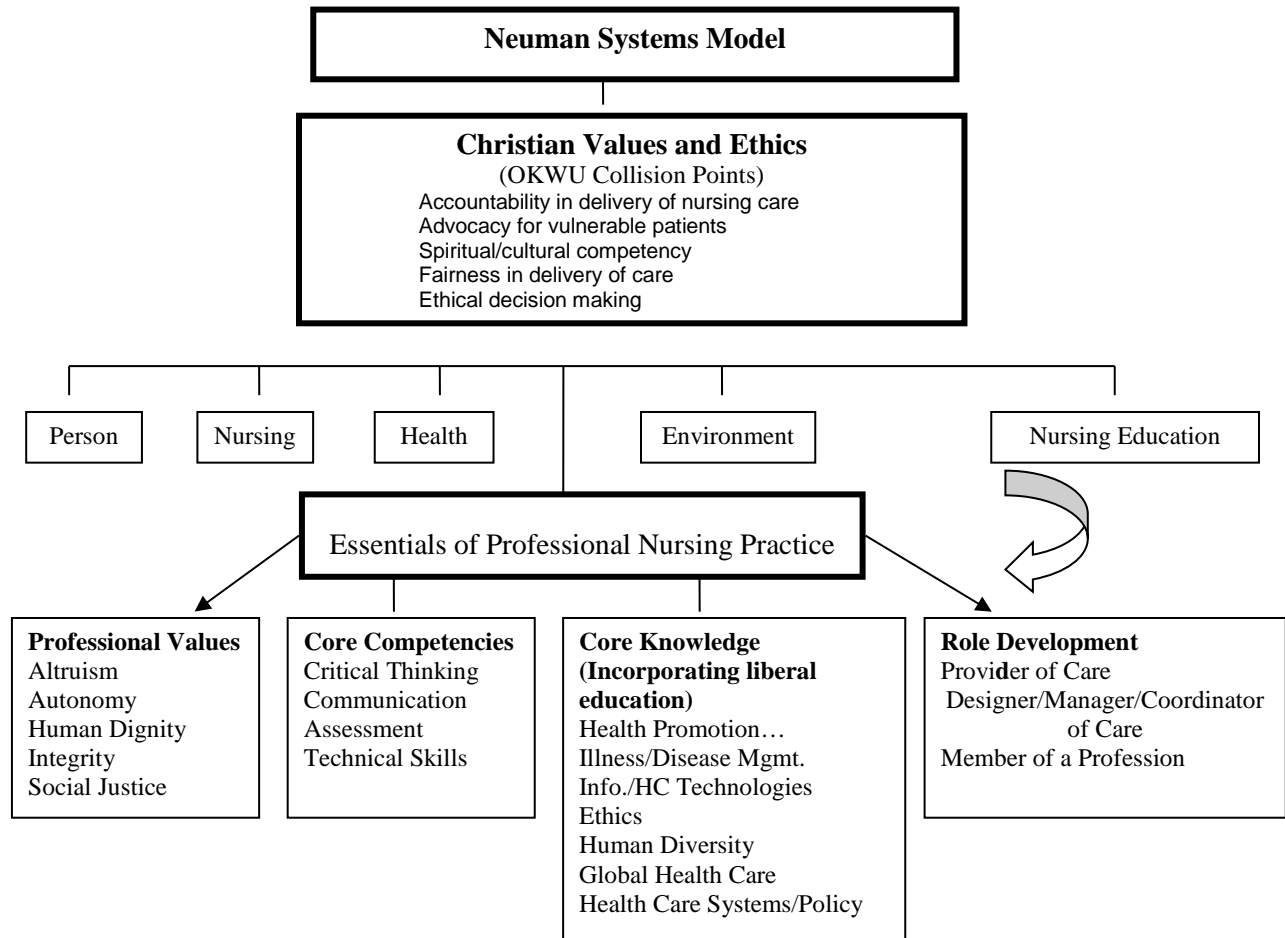 Neuman Systems Model
Christian Values and Ethics
(OKWU Collision Points)
Accountability in delivery of nursing care
Advocacy for vulnerable patients
Spiritual/cultural competency
Fairness in delivery of care
Ethical decision making
Person
Nursing
Health
Environment
Nursing Education
Essentials of Professional Nursing Practice
Professional Values
Altruism
Autonomy
Human Dignity
Integrity
Social Justice
Core Competencies
Critical Thinking
Communication
Assessment
Technical Skills
Core Knowledge
(Incorporating liberal
education)
Health Promotion…
Illness/Disease Mgmt.
Info./HC Technologies
Ethics
Human Diversity
Global Health Care
Health Care Systems/Policy
Role Development
Provider of Care
Designer/Manager/Coordinator
of Care
Member of a Profession